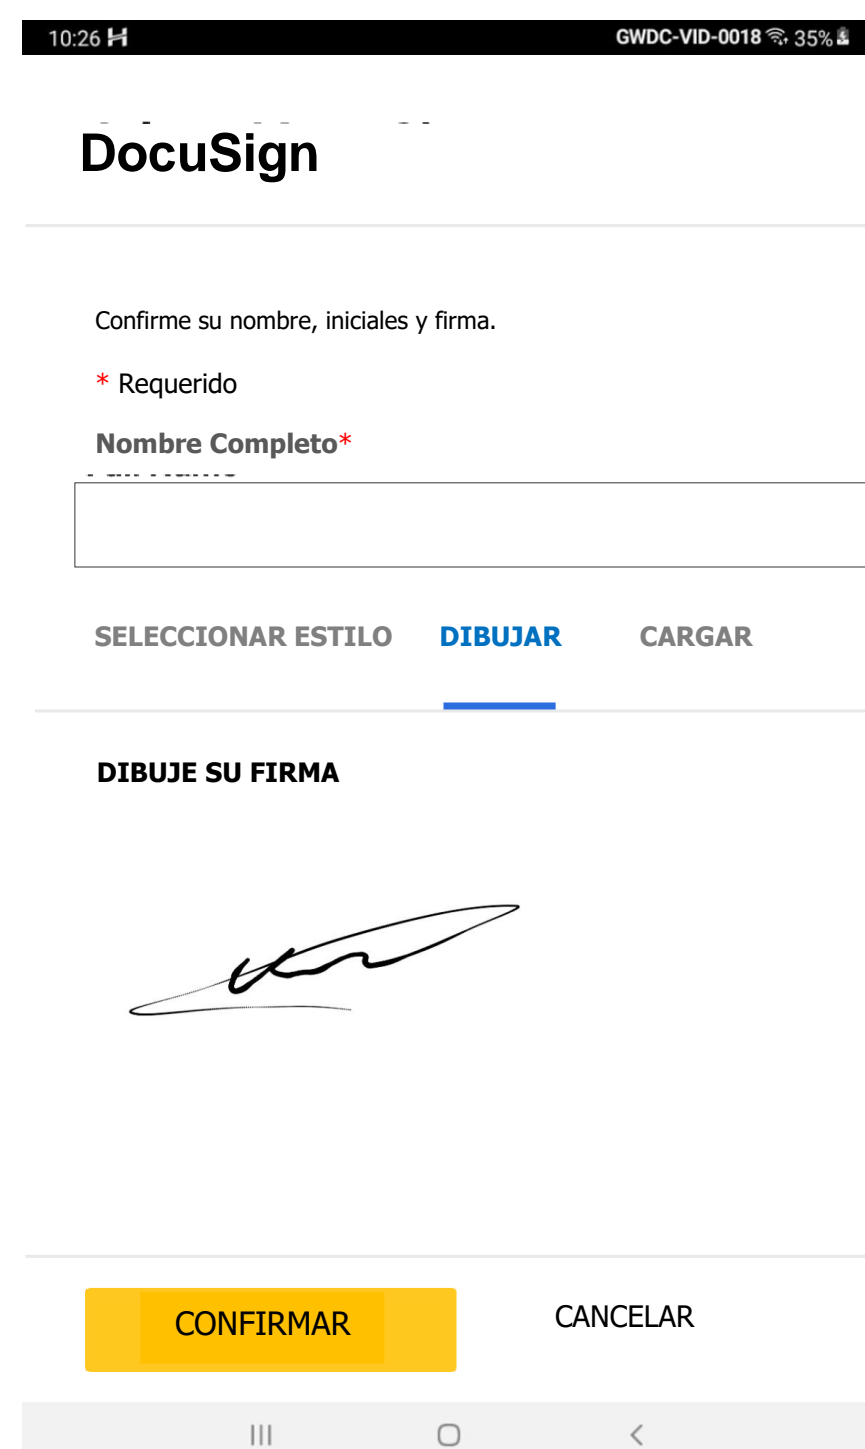 10:26 GWDC-VID-0018 35%
DocuSign
Confirme su nombre, iniciales y firma.
* Requerido
Nombre Completo*
SELECCIONAR ESTILO DIBUJAR CARGAR
DIBUJE SU FIRMA
CONFIRMAR CANCELAR